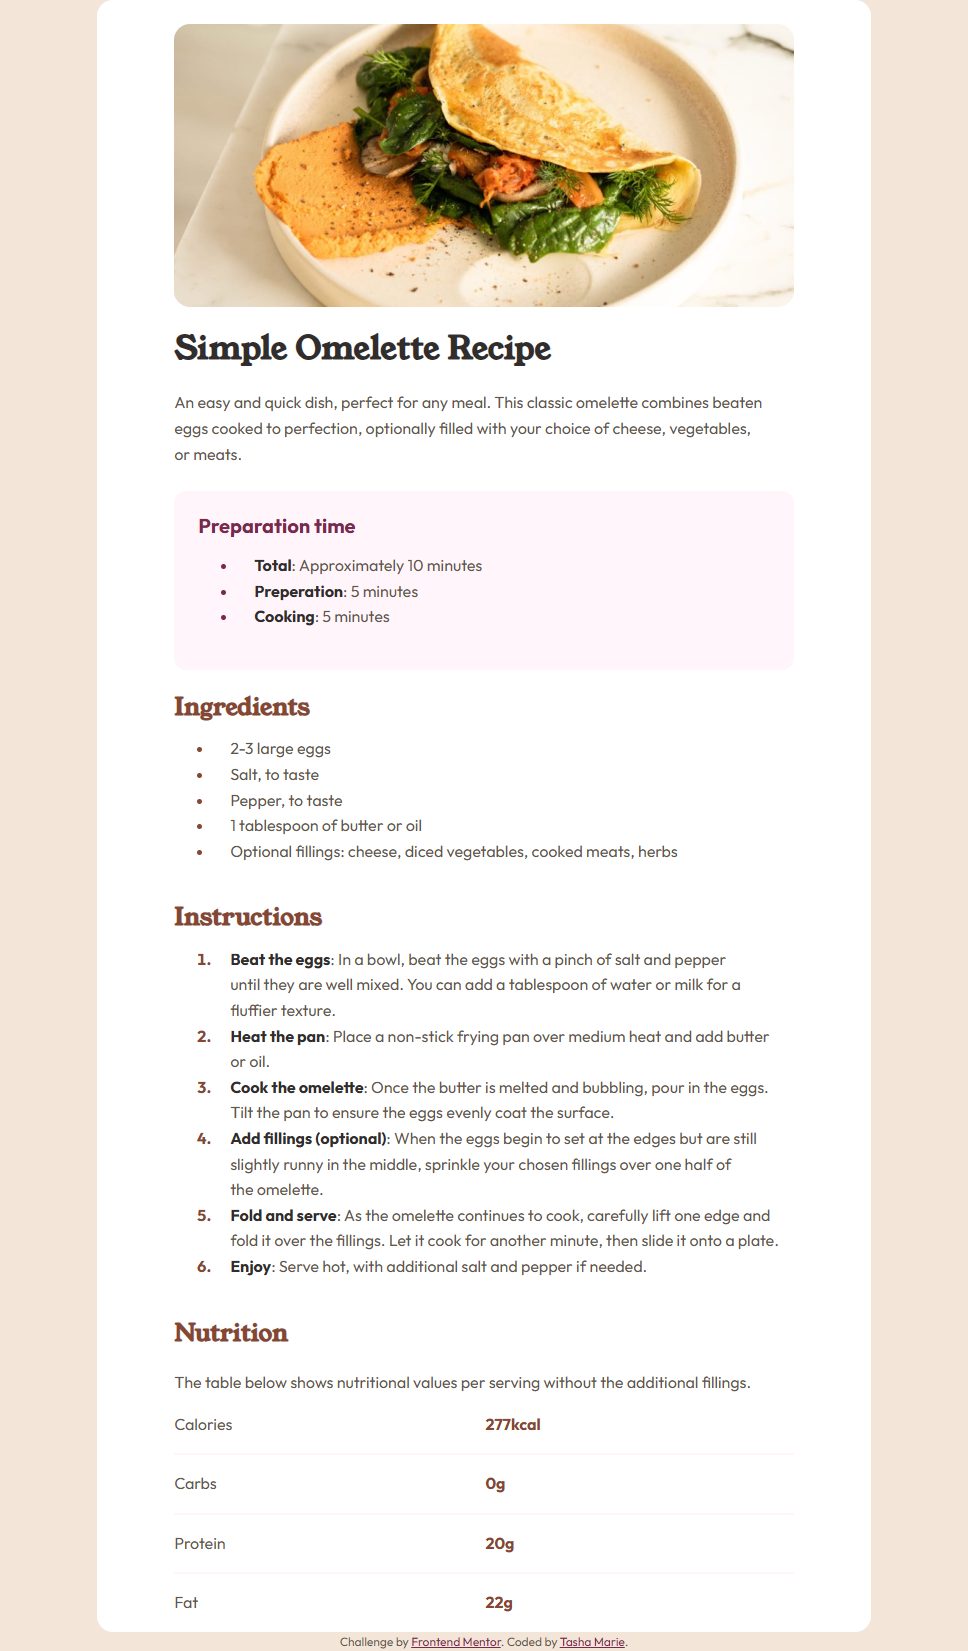 Simple Omelette Recipe
An easy and quick dish, perfect for any meal. This classic omelette combines beaten
eggs cooked to perfection, optionally filled with your choice of cheese, vegetables,
or meats.
Preparation time
• Total: Approximately 10 minutes
• Preperation: 5 minutes
• Cooking: 5 minutes
Ingredients
• 2-3 large eggs
• Salt, to taste
• Pepper, to taste
• 1 tablespoon of butter or oil
• Optional fillings: cheese, diced vegetables, cooked meats, herbs
Instructions
1. Beat the eggs: In a bowl, beat the eggs with a pinch of salt and pepper
until they are well mixed. You can add a tablespoon of water or milk for a
fluffier texture.
2. Heat the pan: Place a non-stick frying pan over medium heat and add butter
or oil.
3. Cook the omelette: Once the butter is melted and bubbling, pour in the eggs.
Tilt the pan to ensure the eggs evenly coat the surface.
4. Add fillings (optional): When the eggs begin to set at the edges but are still
slightly runny in the middle, sprinkle your chosen fillings over one half of
the omelette.
5. Fold and serve: As the omelette continues to cook, carefully lift one edge and
fold it over the fillings. Let it cook for another minute, then slide it onto a plate.
6. Enjoy: Serve hot, with additional salt and pepper if needed.
Nutrition
The table below shows nutritional values per serving without the additional fillings.
Calories 277kcal
Carbs 0g
Protein 20g
Fat 22g
Challenge by Frontend Mentor. Coded by Tasha Marie.